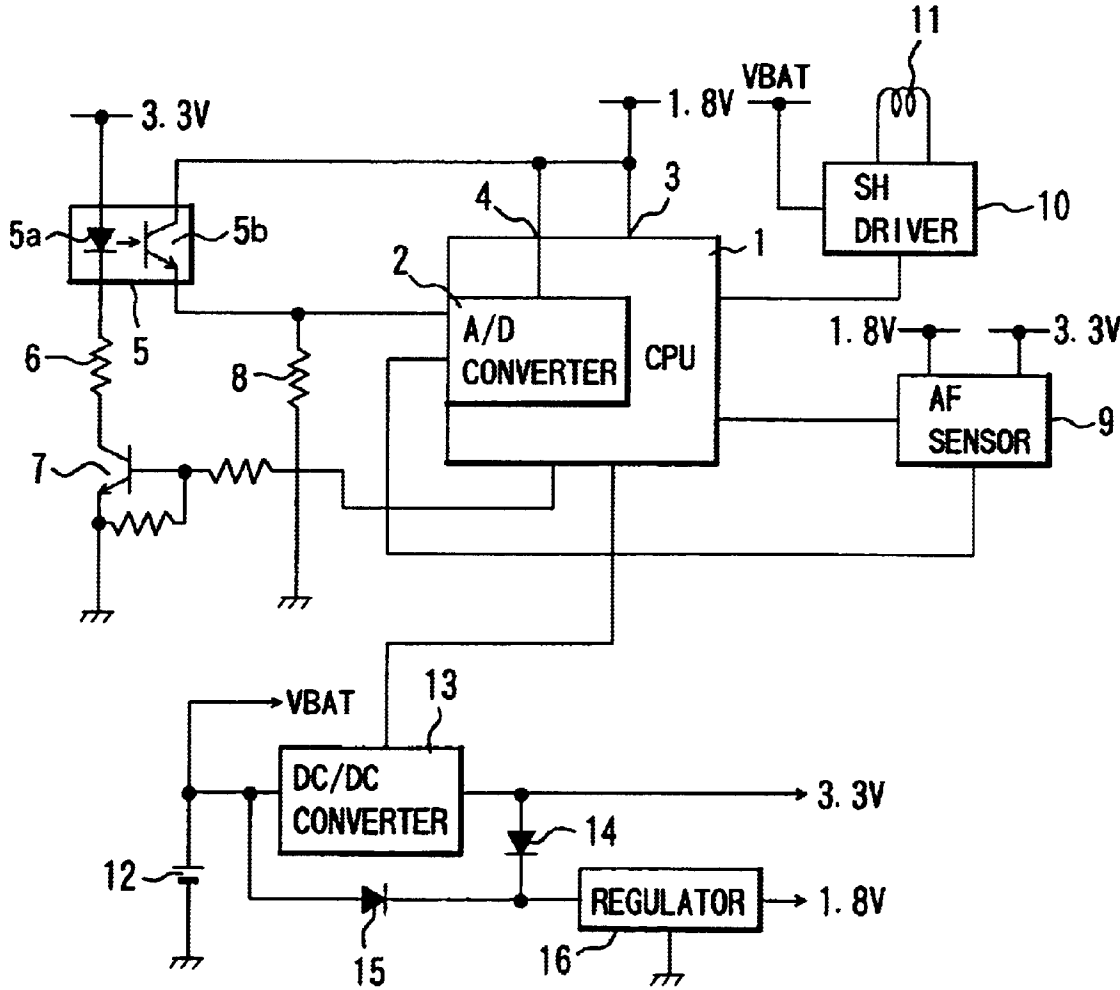 11
VBAT
3.3V
1.8V
3
SH
DRIVER
10
4
5a
5b
1
2
5
A/D
CONVERTER
CPU
1.8V
3.3V
6
8
AF
SENSOR
9
7
VBAT
13
DC/DC
CONVERTER
3.3V
14
12
REGULATOR
1.8V
15
16